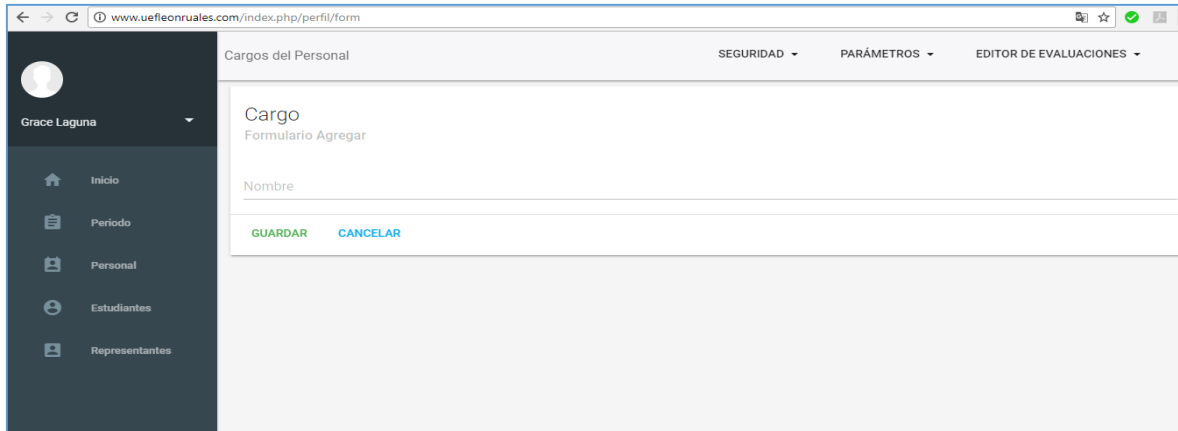 www.uefleonruales.com/index.php/perfil/form
Cargos del Personal SEGURIDAD PARÁMETROS EDITOR DE EVALUACIONES
Grace Laguna
Inicio
Periodo
Personal
Estudiantes
Representantes
Cargo
Formulario Agregar
Nombre
GUARDAR CANCELAR